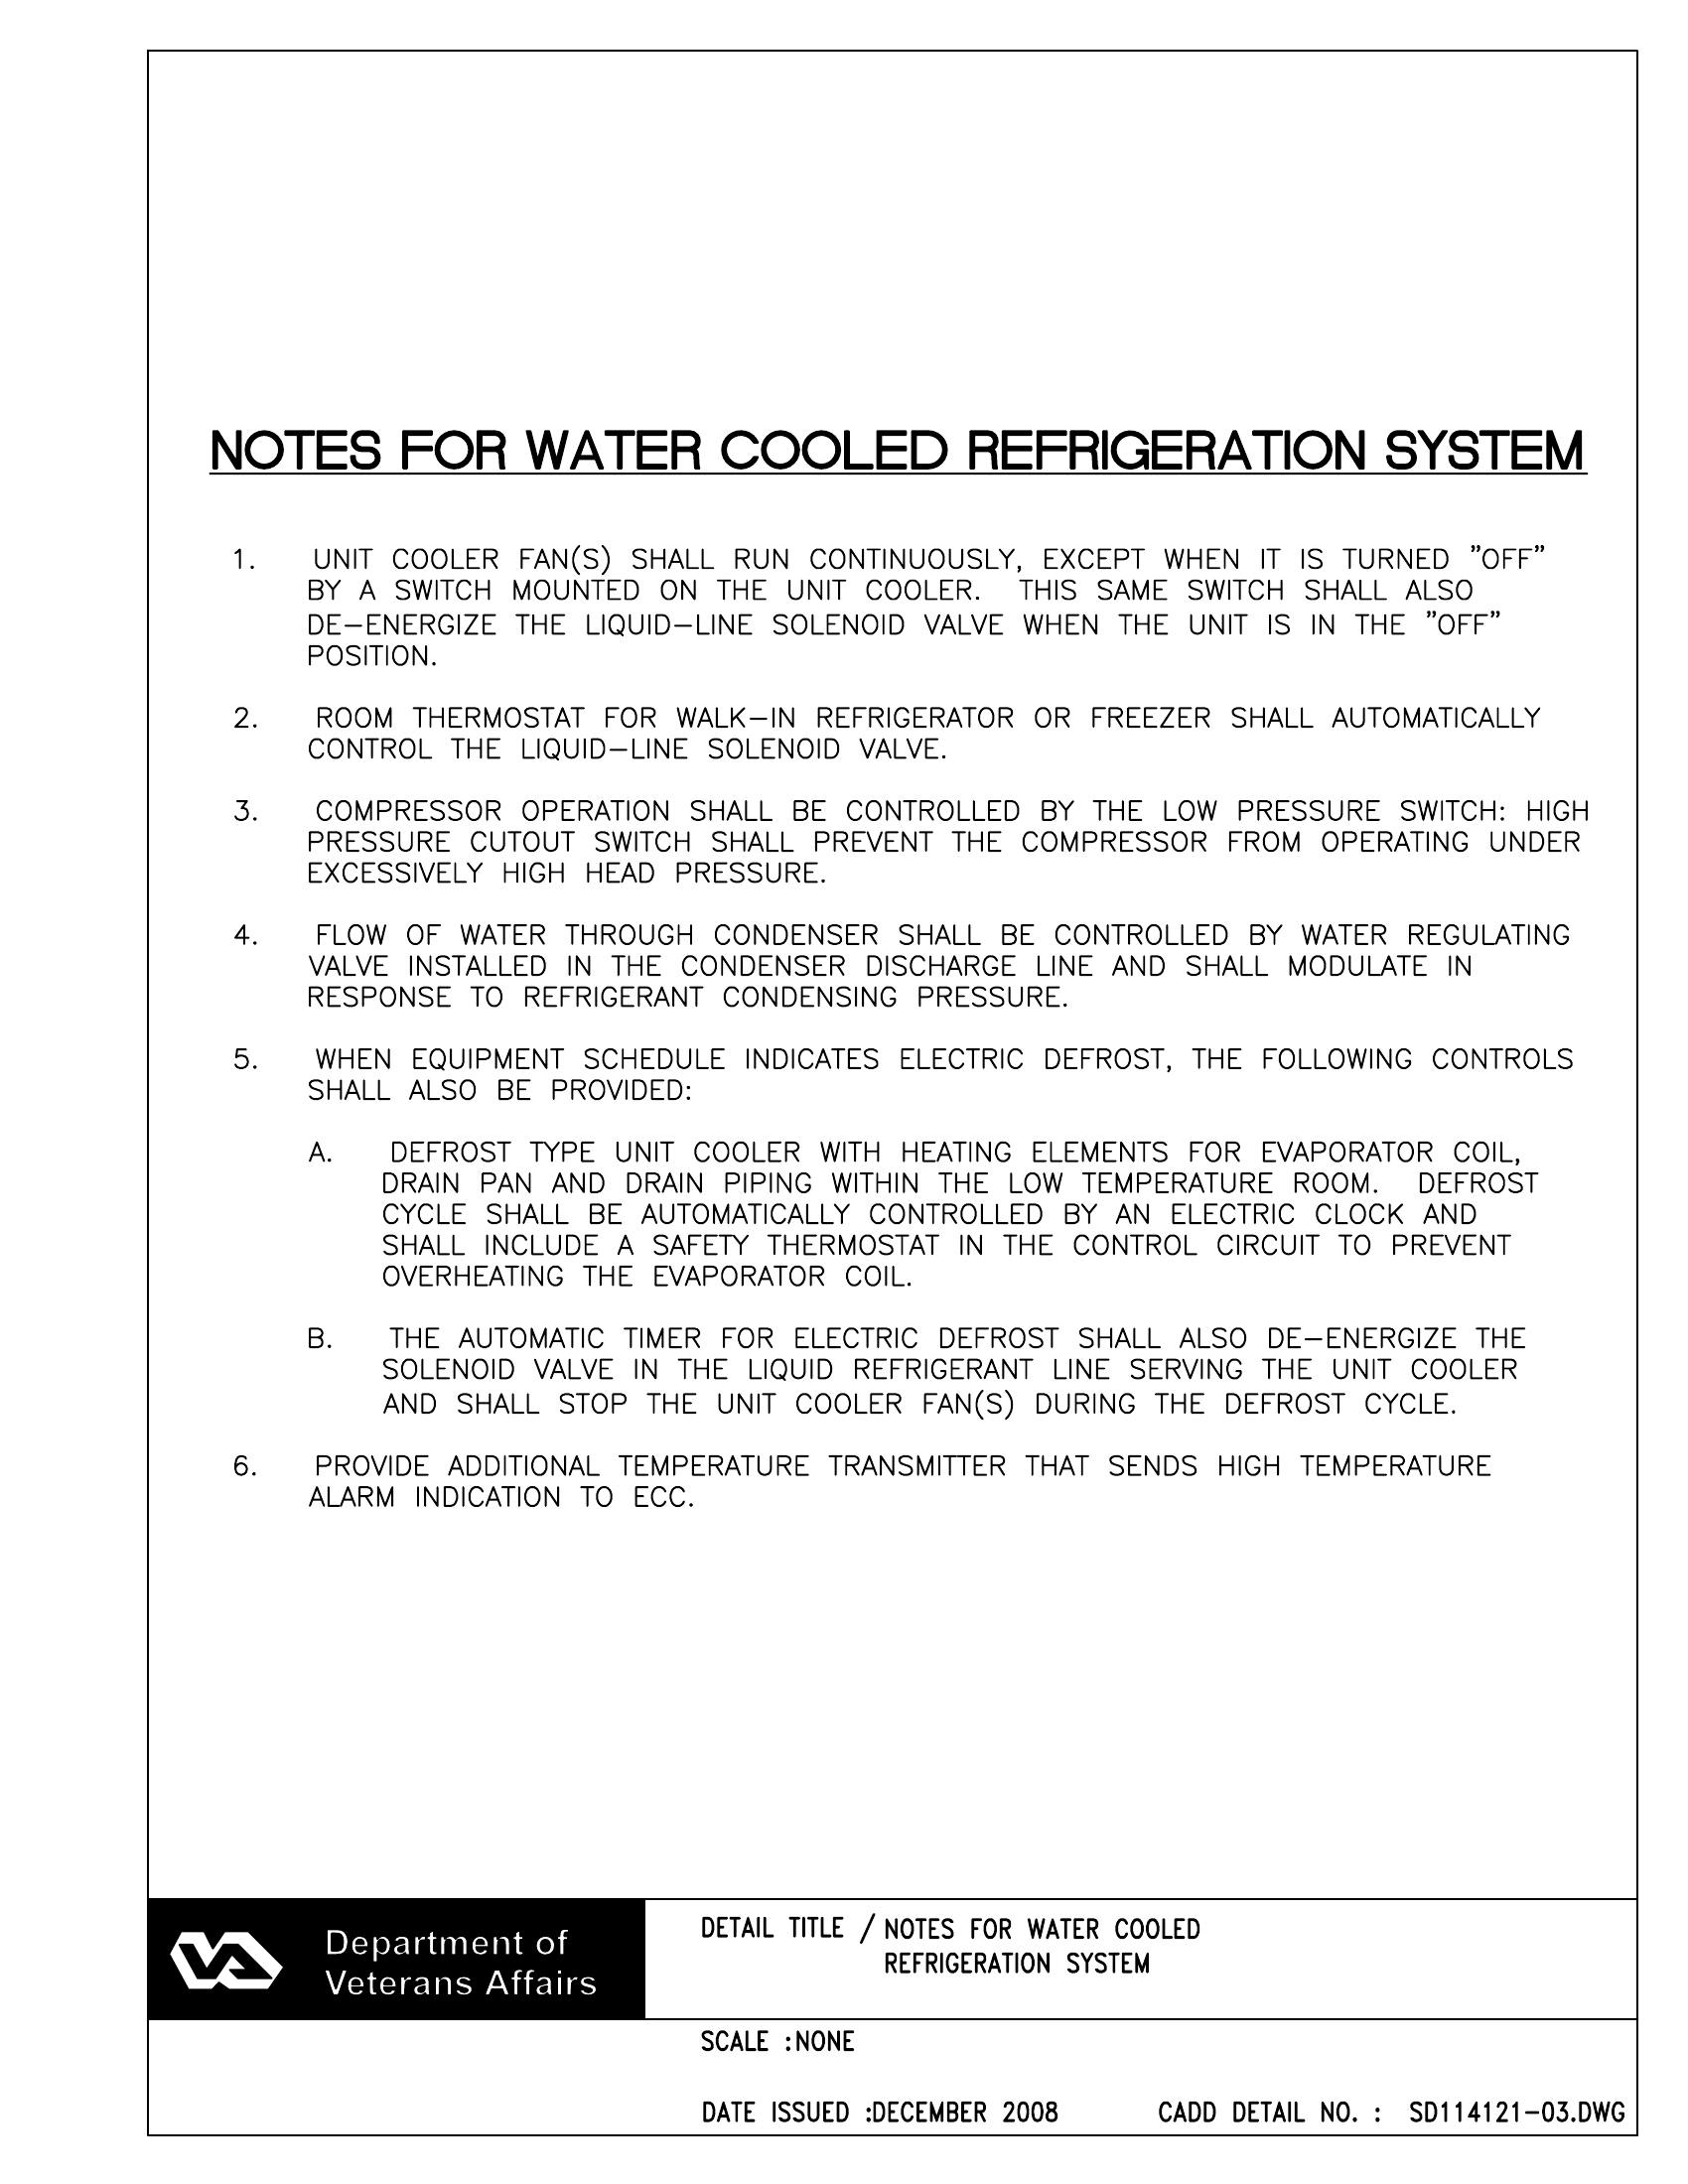 NOTES FOR WATER COOLED REFRIGERATION SYSTEM
1. UNIT COOLER FAN(S) SHALL RUN CONTINUOUSLY, EXCEPT WHEN IT IS TURNED "OFF"
BY A SWITCH MOUNTED ON THE UNIT COOLER. THIS SAME SWITCH SHALL ALSO
DE-ENERGIZE THE LIQUID-LINE SOLENOID VALVE WHEN THE UNIT IS IN THE "OFF"
POSITION.
2. ROOM THERMOSTAT FOR WALK-IN REFRIGERATOR OR FREEZER SHALL AUTOMATICALLY
CONTROL THE LIQUID-LINE SOLENOID VALVE.
3. COMPRESSOR OPERATION SHALL BE CONTROLLED BY THE LOW PRESSURE SWITCH: HIGH
PRESSURE CUTOUT SWITCH SHALL PREVENT THE COMPRESSOR FROM OPERATING UNDER
EXCESSIVELY HIGH HEAD PRESSURE.
4. FLOW OF WATER THROUGH CONDENSER SHALL BE CONTROLLED BY WATER REGULATING
VALVE INSTALLED IN THE CONDENSER DISCHARGE LINE AND SHALL MODULATE IN
RESPONSE TO REFRIGERANT CONDENSING PRESSURE.
5. WHEN EQUIPMENT SCHEDULE INDICATES ELECTRIC DEFROST, THE FOLLOWING CONTROLS
SHALL ALSO BE PROVIDED:
A. DEFROST TYPE UNIT COOLER WITH HEATING ELEMENTS FOR EVAPORATOR COIL,
DRAIN PAN AND DRAIN PIPING WITHIN THE LOW TEMPERATURE ROOM. DEFROST
CYCLE SHALL BE AUTOMATICALLY CONTROLLED BY AN ELECTRIC CLOCK AND
SHALL INCLUDE A SAFETY THERMOSTAT IN THE CONTROL CIRCUIT TO PREVENT
OVERHEATING THE EVAPORATOR COIL.
B. THE AUTOMATIC TIMER FOR ELECTRIC DEFROST SHALL ALSO DE-ENERGIZE THE
SOLENOID VALVE IN THE LIQUID REFRIGERANT LINE SERVING THE UNIT COOLER
AND SHALL STOP THE UNIT COOLER FAN(S) DURING THE DEFROST CYCLE.
6. PROVIDE ADDITIONAL TEMPERATURE TRANSMITTER THAT SENDS HIGH TEMPERATURE
ALARM INDICATION TO ECC.
Department of
Veterans Affairs
DETAIL TITLE / NOTES FOR WATER COOLED
REFRIGERATION SYSTEM
SCALE :NONE
DATE ISSUED :DECEMBER 2008 CADD DETAIL NO. : SD114121-03.DWG